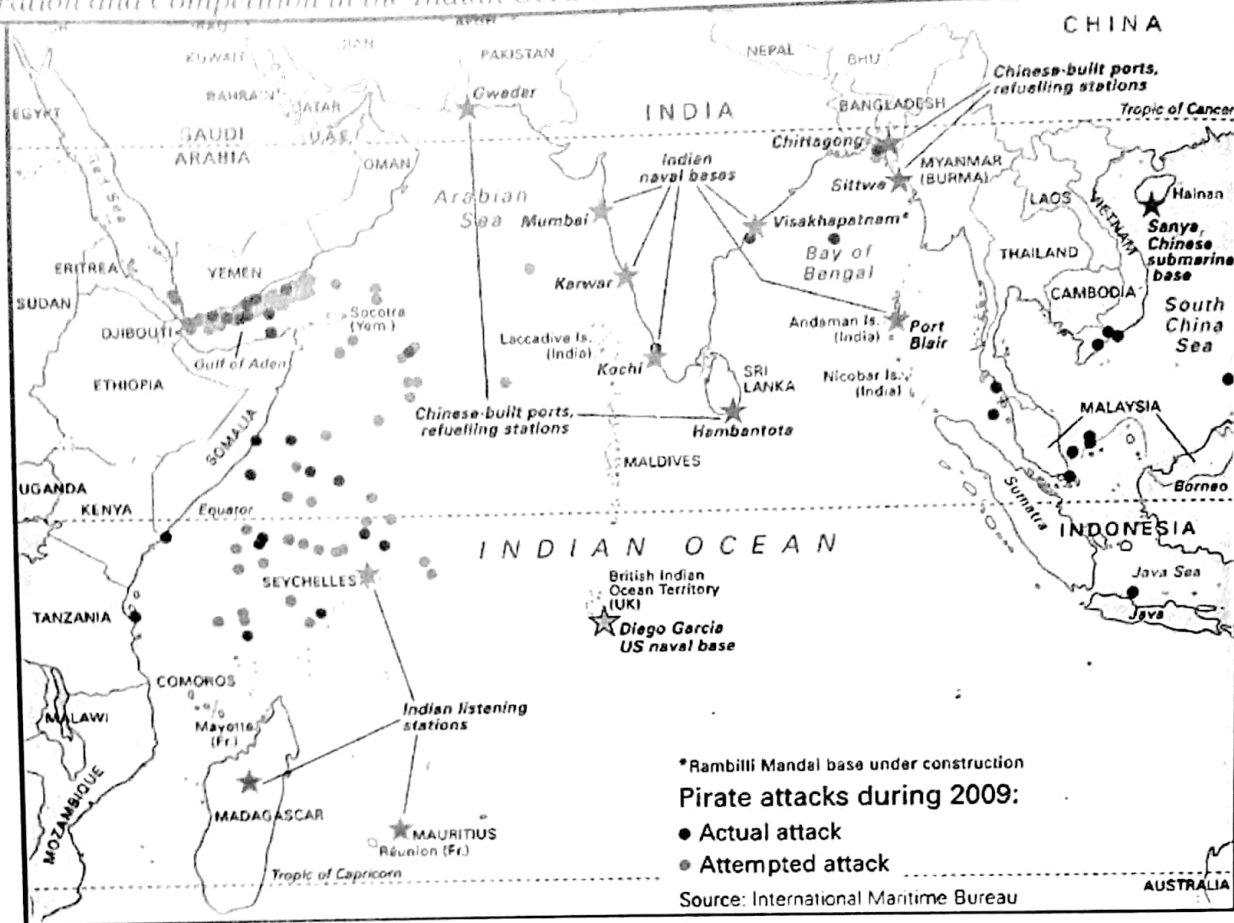 CHINA
NEPAL
PAKISTAN
KUWAIT
BHU
Chinese-built ports,
refuelling stations
BAHRAIN
QATAR
Gweder
BANGLADESH
EGYPT
U.A.E.
INDIA
Tropic of Cancer
SAUDI
ARABIA
OMAN
Chittagong
Indian
naval bases
MYANMAR
(BURMA)
Sittwe
LAOS
VIETNAM
Hainan
Arabian
Sea
Mumbai
Visakhapatnam*
Sanya,
Chinese
submarine
base
THAILAND
Bay of
Bengal
ERITREA
YEMEN
Karwar
CAMBODIA
SUDAN
South
China
Sea
Socotra
(Yem.)
Andaman Is.
(India)
Port
Blair
DJIBOUTI
Laccadive Is.
(India)
Gulf of Aden
Kochi
SRI
LANKA
Nicobar Is.
(India)
ETHIOPIA
Chinese-built ports,
refuelling stations
Hambantota
MALAYSIA
SOMALIA
MALDIVES
UGANDA
KENYA
Equator
Sumatra
Borneo
INDIAN OCEAN
INDONESIA
SEYCHELLES
British Indian
Ocean Territory
(UK)
Java Sea
TANZANIA
Diego Garcia
US naval base
Java
COMOROS
Indian listening
stations
MALAWI
Mayotte
(Fr.)
MOZAMBIQUE
MADAGASCAR
MAURITIUS
Réunion (Fr.)
Tropic of Capricorn
*Rambilli Mandal base under construction
Pirate attacks during 2009:
Actual attack
Attempted attack
Source: International Maritime Bureau
AUSTRALIA